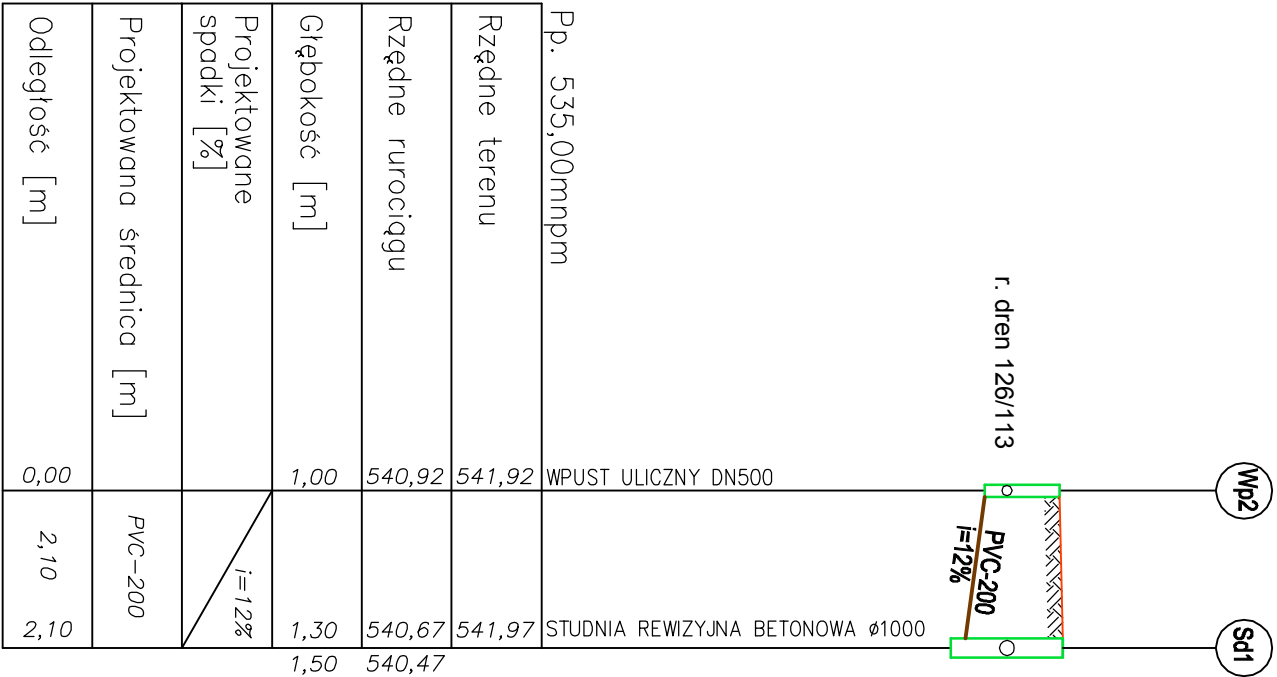 Wp2
Sd1
r. dren 126/113
PVC-200
i=12%
Pp. 535,00mnpm
WPUST ULICZNY DN500
STUDNIA REWIZYJNA BETONOWA ø1000
Rzędne terenu
541,92
541,97
Rzędne rurociągu
540,92
540,67
540,47
Głębokość [m]
1,00
1,30
1,50
Projektowane
spadki [%]
i=12%
Projektowana średnica [m]
PVC-200
Odległość [m]
0,00
2,10
2,10